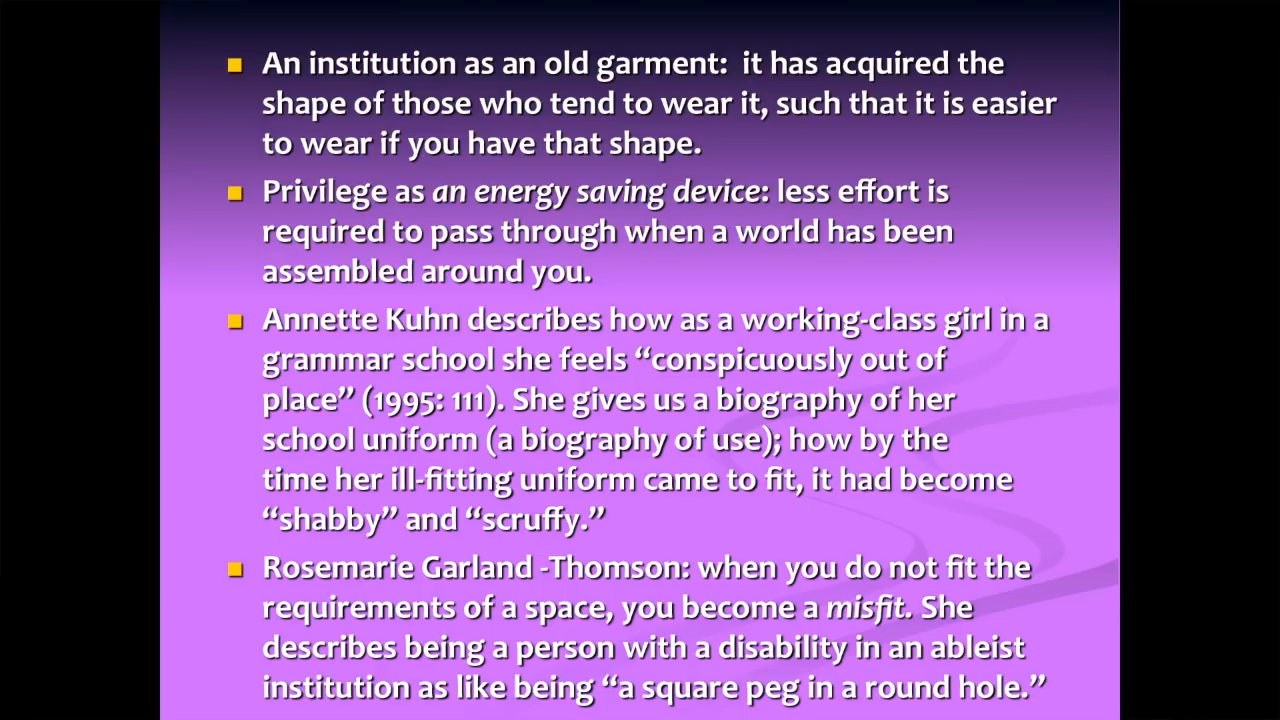 An institution as an old garment: it has acquired the
shape of those who tend to wear it, such that it is easier
to wear if you have that shape.
Privilege as an energy saving device: less effort is
required to pass through when a world has been
assembled around you.
Annette Kuhn describes how as a working-class girl in a
grammar school she feels “conspicuously out of
place” (1995: 111). She gives us a biography of her
school uniform (a biography of use); how by the
time her ill-fitting uniform came to fit, it had become
“shabby” and “scruffy.”
Rosemarie Garland -Thomson: when you do not fit the
requirements of a space, you become a misfit. She
describes being a person with a disability in an ableist
institution as like being “a square peg in a round hole.”